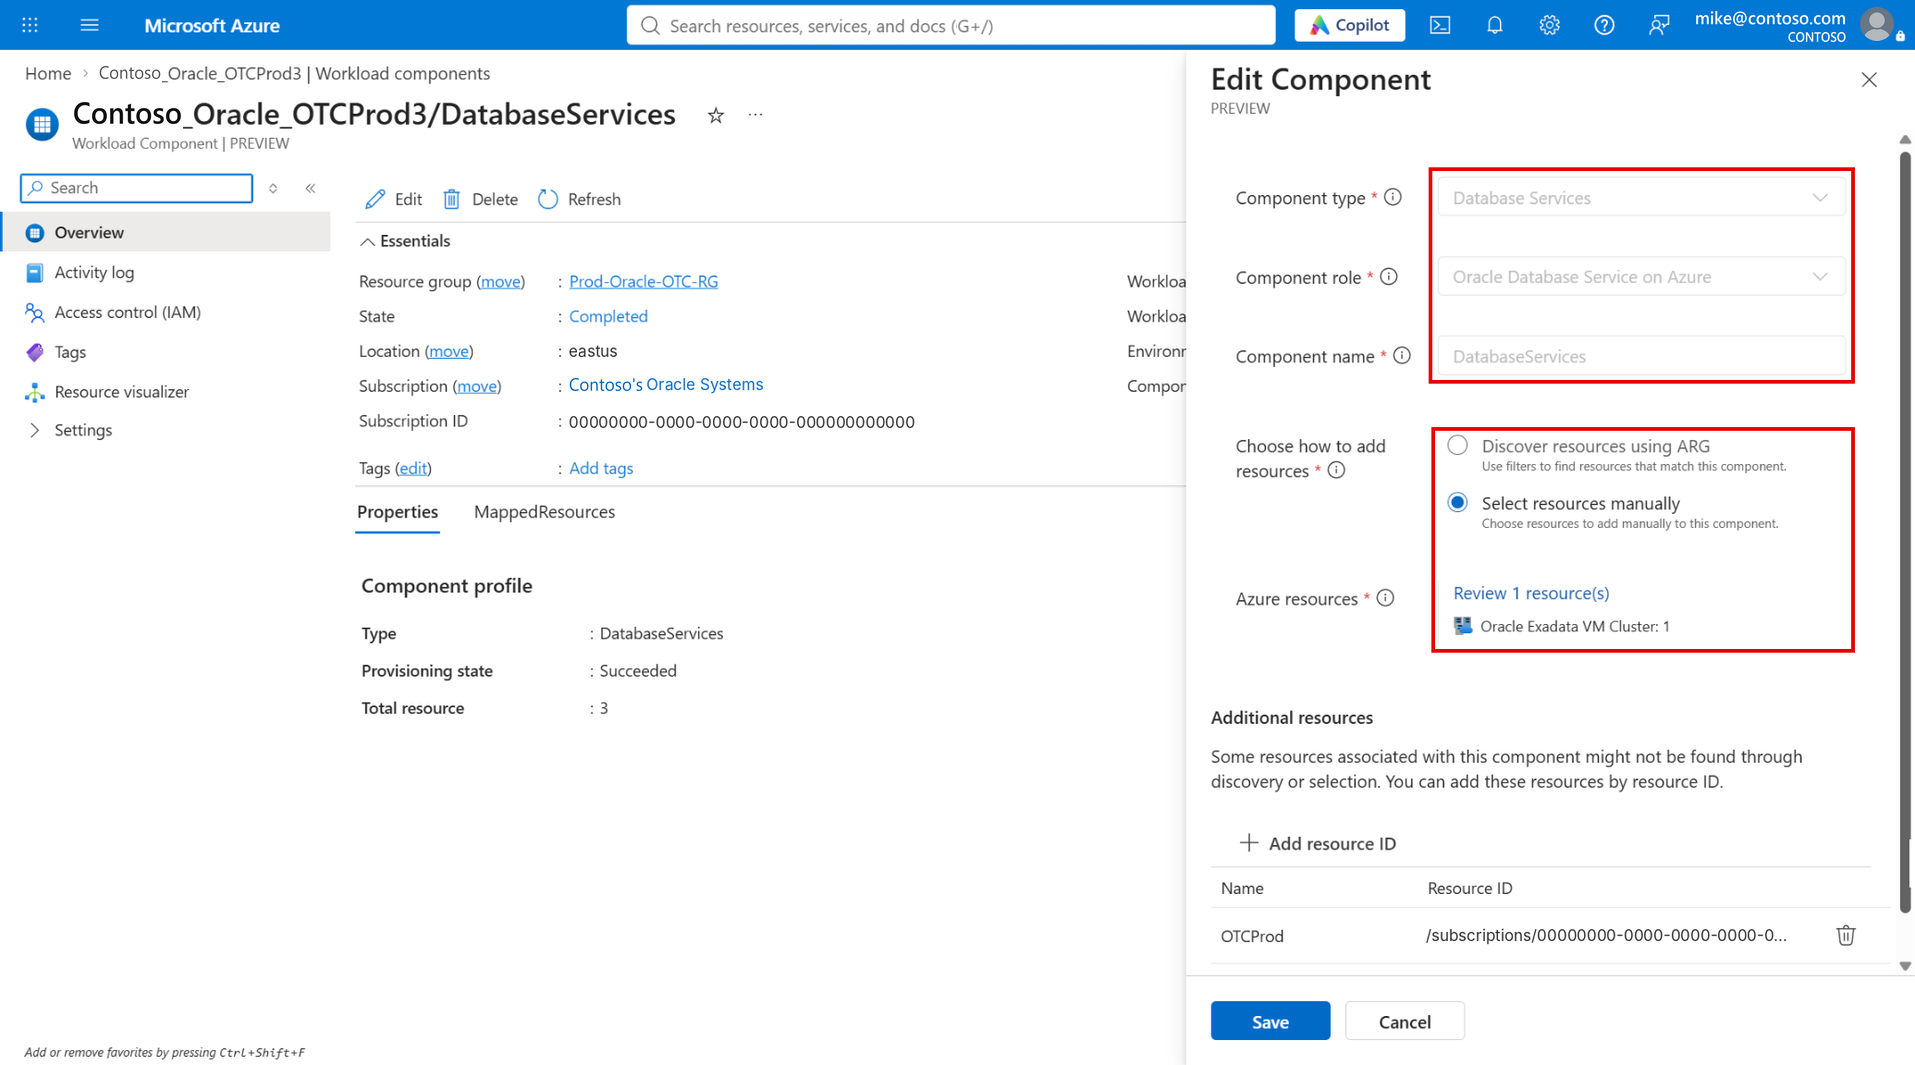 Microsoft Azure
Search resources, services, and docs (G+/)
Copilot
mike@contoso.com
CONTOSO
Home > Contoso_Oracle_OTCProd3 | Workload components
Contoso_Oracle_OTCProd3/DatabaseServices
Workload Component | PREVIEW
Search
Overview
Activity log
Access control (IAM)
Tags
Resource visualizer
Settings
Add or remove favorites by pressing Ctrl+Shift+F
Edit Delete Refresh
Essentials
Resource group (move) : Prod-Oracle-OTC-RG
State : Completed
Location (move) : eastus
Subscription (move) : Contoso's Oracle Systems
Subscription ID : 00000000-0000-0000-0000-000000000000
Tags (edit) : Add tags
Workloa
Workloa
Environ
Compor
Properties MappedResources
Component profile
Type : DatabaseServices
Provisioning state : Succeeded
Total resource : 3
Edit Component
PREVIEW
Component type * Database Services
Component role * Oracle Database Service on Azure
Component name * DatabaseServices
Choose how to add
resources *
Discover resources using ARG
Use filters to find resources that match this component.
Select resources manually
Choose resources to add manually to this component.
Azure resources *
Review 1 resource(s)
Oracle Exadata VM Cluster: 1
Additional resources
Some resources associated with this component might not be found through
discovery or selection. You can add these resources by resource ID.
+ Add resource ID
Name Resource ID
OTCProd /subscriptions/00000000-0000-0000-0000-0...
Save Cancel